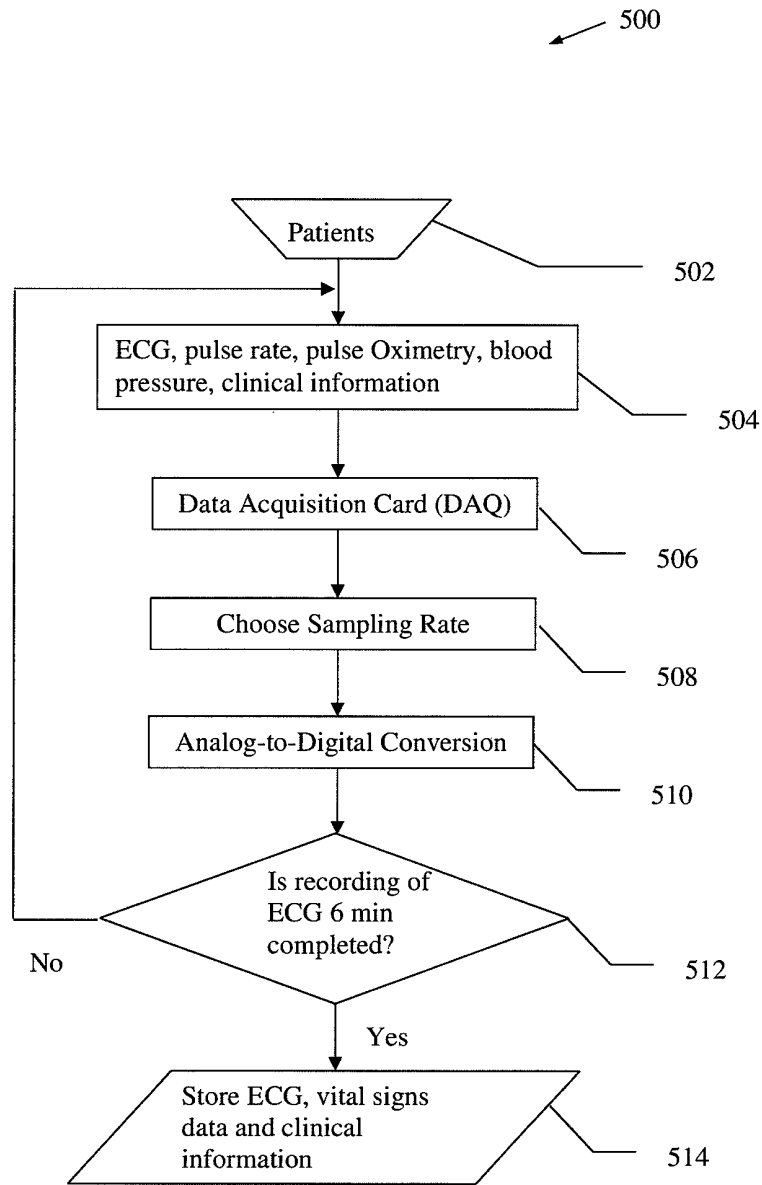 500
Patients
502
ECG, pulse rate, pulse Oximetry, blood
pressure, clinical information
504
Data Acquisition Card (DAQ)
506
Choose Sampling Rate
508
Analog-to-Digital Conversion
510
Is recording of
ECG 6 min
completed?
No
512
Yes
Store ECG, vital signs
data and clinical
information
514